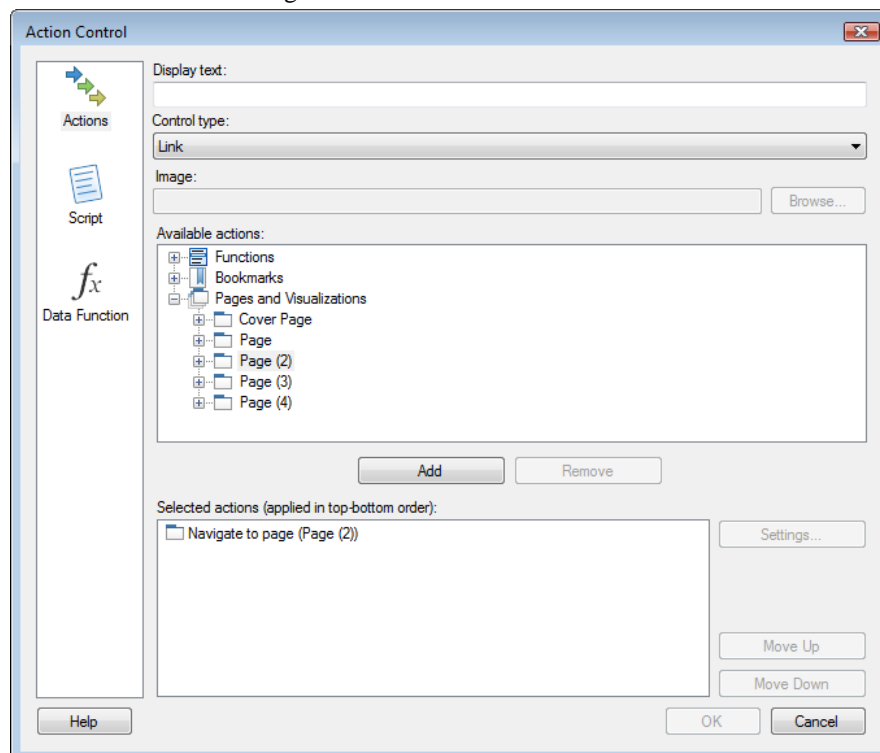 Action Control
Actions
Script
fx
Data Function
Display text:
Control type:
Link
Image:
Browse...
Available actions:
Functions
Bookmarks
Pages and Visualizations
Cover Page
Page
Page (2)
Page (3)
Page (4)
Add
Remove
Selected actions (applied in top-bottom order):
Navigate to page (Page (2))
Settings...
Move Up
Move Down
Help
OK
Cancel